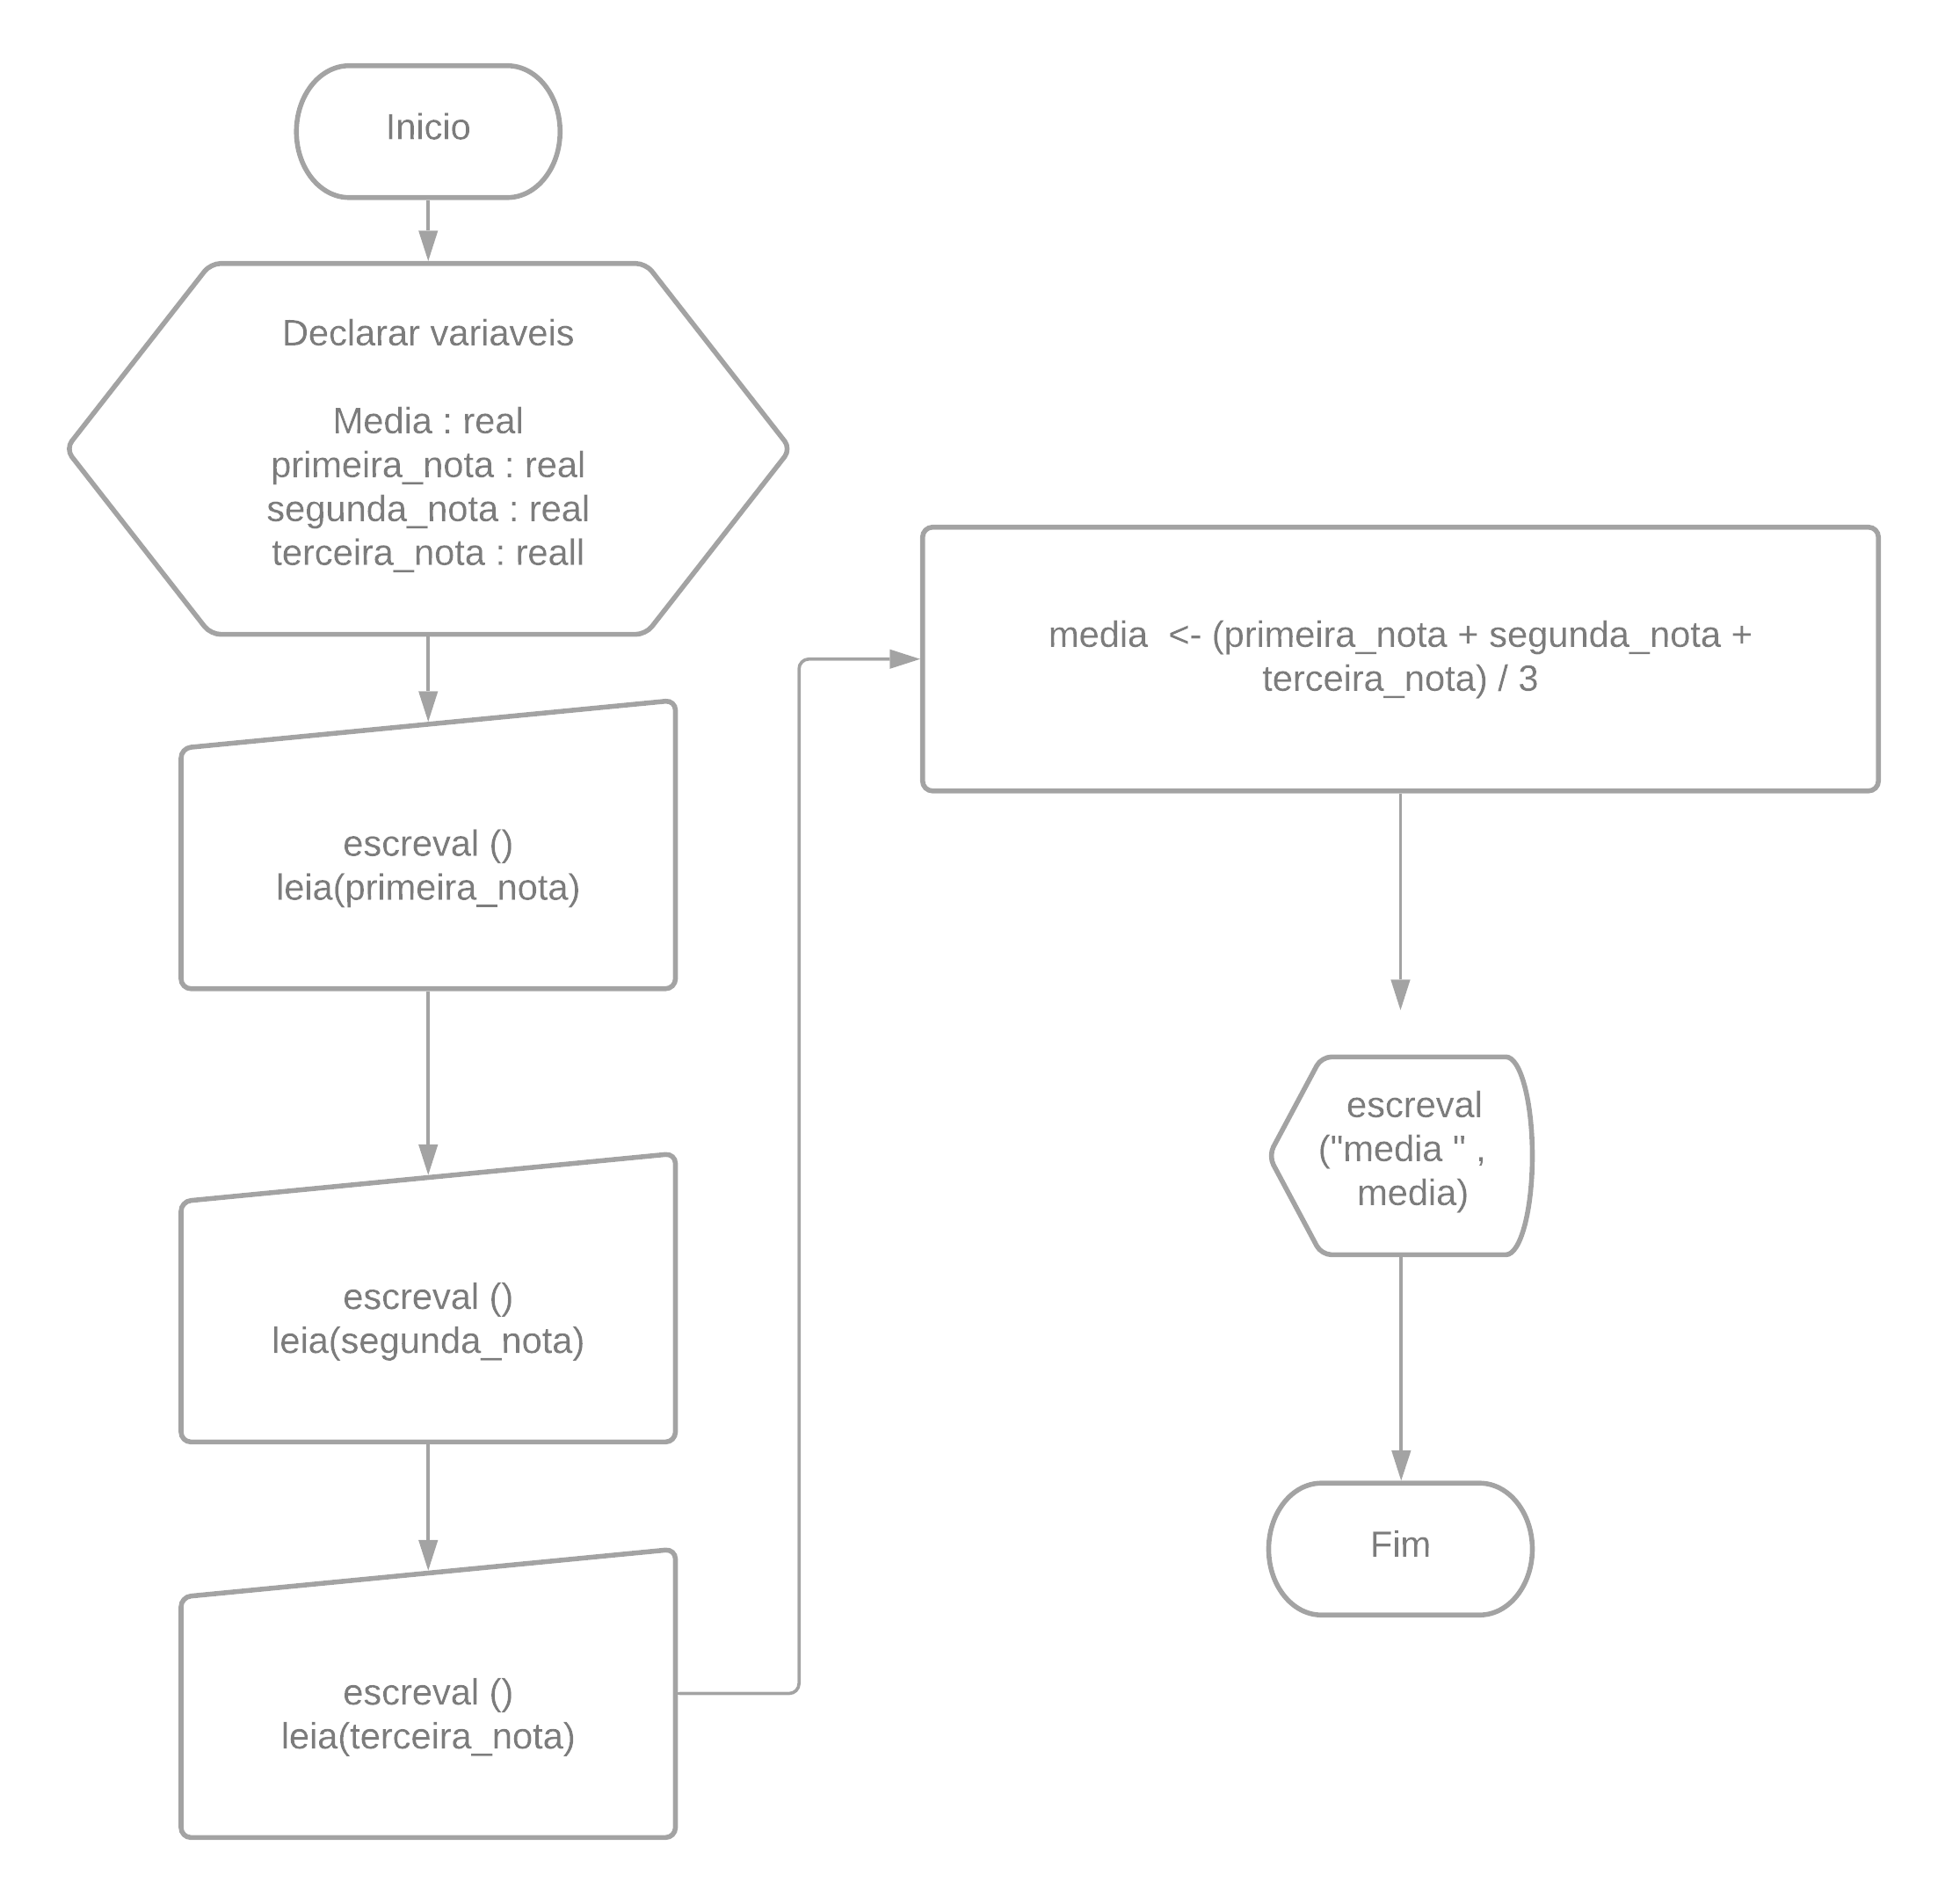 Inicio
Declarar variaveis
Media : real
primeira_nota : real
segunda_nota : real
terceira_nota : reall
escreval ()
leia(primeira_nota)
escreval ()
leia(segunda_nota)
escreval ()
leia(terceira_nota)
media  <- (primeira_nota + segunda_nota +
terceira_nota) / 3
escreval
("media " ,
media)
Fim